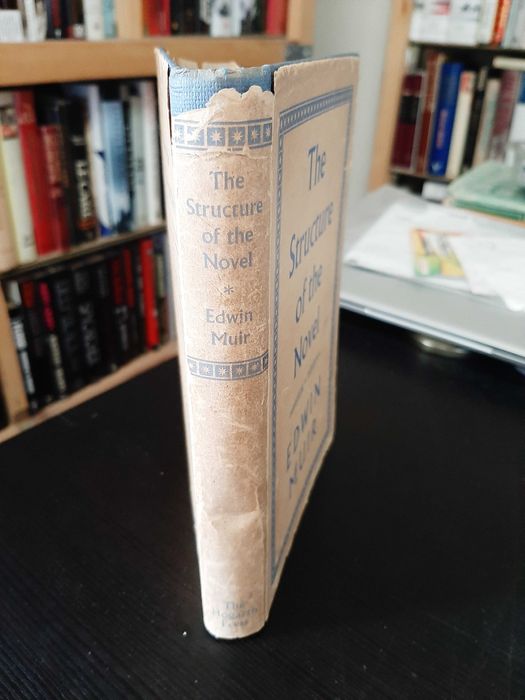 The
Structure
of the
Novel
*
Edwin
Muir
The
Hogarth
Press
The
Structure
of the
Novel
EDWIN
MUIR